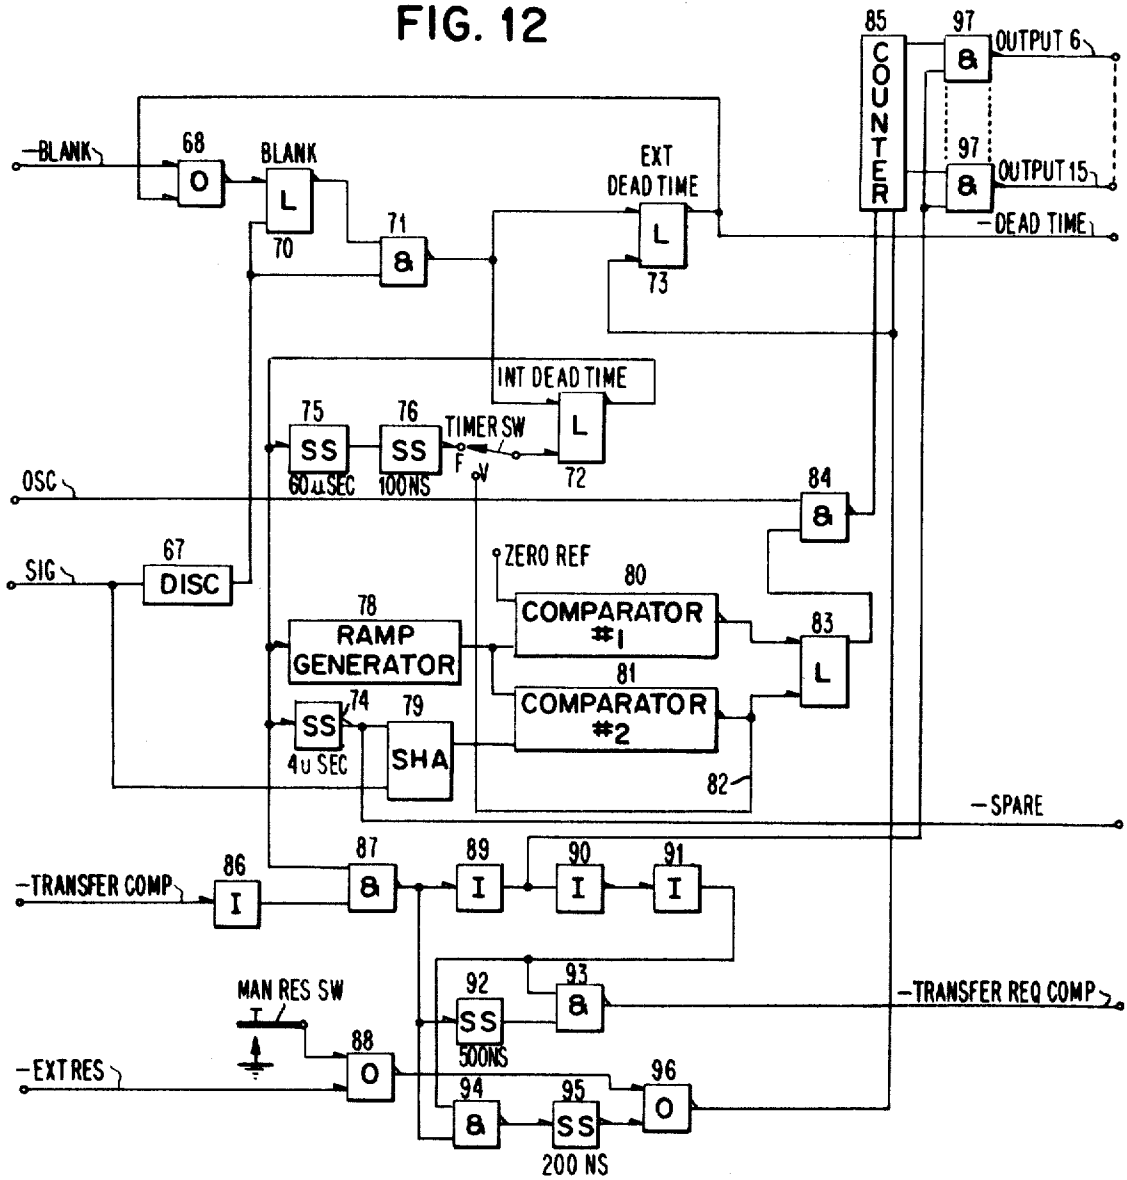 FIG. 12
85
97
COUNTER
&
OUTPUT 6
68
-BLANK
O
BLANK
L
70
EXT
DEAD TIME
L
73
97
&
OUTPUT 15
-DEAD TIME
71
&
INT DEAD TIME
75
SS
60μSEC
76
SS
100NS
TIMER SW
F
V
L
72
OSC
84
&
SIG
67
DISC
ZERO REF
78
RAMP
GENERATOR
80
COMPARATOR
#1
83
L
81
COMPARATOR
#2
74
SS
4u SEC
79
SHA
82
-SPARE
-TRANSFER COMP
86
I
87
&
89
I
90
I
91
I
MAN RES SW
92
SS
500NS
93
&
-TRANSFER REQ COMP
-EXT RES
88
O
94
&
95
SS
200 NS
96
O